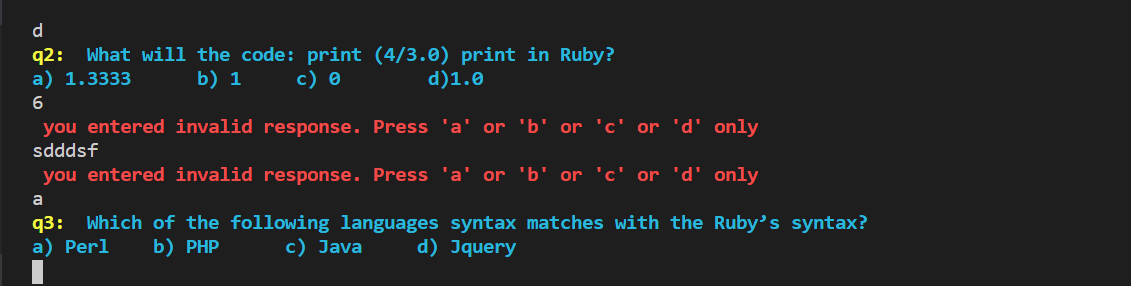 d
q2:  What will the code: print (4/3.0) print in Ruby?
a) 1.3333      b) 1     c) 0        d)1.0
6
 you entered invalid response. Press 'a' or 'b' or 'c' or 'd' only
sdddsf
 you entered invalid response. Press 'a' or 'b' or 'c' or 'd' only
a
q3:  Which of the following languages syntax matches with the Ruby’s syntax?
a) Perl    b) PHP      c) Java     d) Jquery